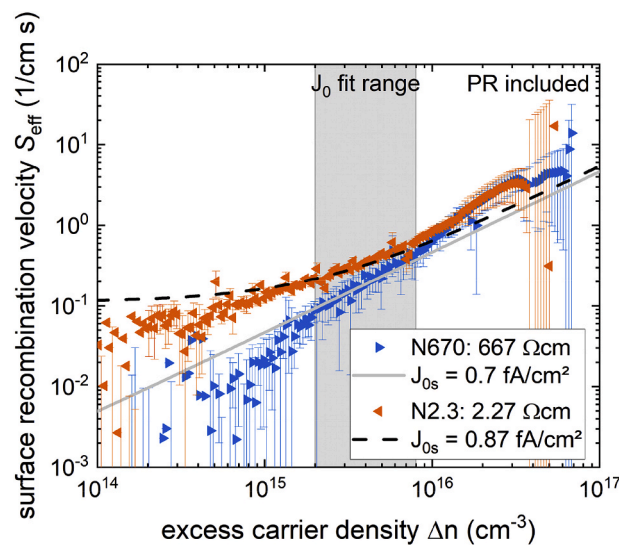 surface recombination velocity S_eff (1/cm s)
10²
10¹
10⁰
10⁻¹
10⁻²
10⁻³
J₀ fit range
PR included
N670: 667 Ωcm
J₀ₛ = 0.7 fA/cm²
N2.3: 2.27 Ωcm
J₀ₛ = 0.87 fA/cm²
10¹⁴
10¹⁵
10¹⁶
10¹⁷
excess carrier density Δn (cm⁻³)